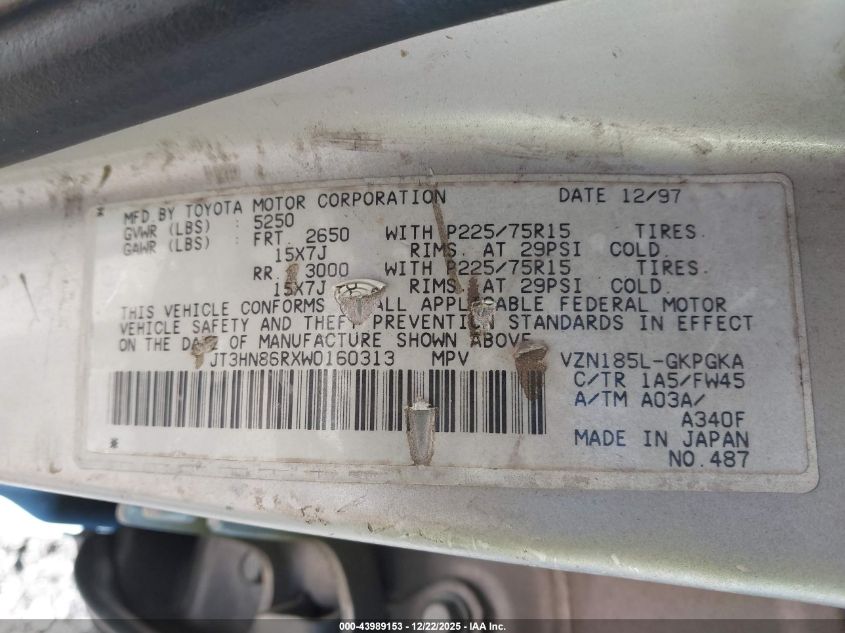 MFD BY TOYOTA MOTOR CORPORATION DATE 12/97
GVWR (LBS) : 5250
GAWR (LBS) : FRT. 2650 WITH P225/75R15 TIRES.
15X7J RIMS. AT 29PSI COLD.
RR. 3000 WITH P225/75R15 TIRES.
15X7J RIMS. AT 29PSI COLD.
THIS VEHICLE CONFORMS ALL APPLICABLE FEDERAL MOTOR
VEHICLE SAFETY AND THEFT PREVENTION STANDARDS IN EFFECT
ON THE DATE OF MANUFACTURE SHOWN ABOVE.
JT3HN86RXW0160313 MPV VZN185L-GKPGKA
C/TR 1A5/FW45
A/TM A03A/
A340F
MADE IN JAPAN
NO.487
000-43989153 - 12/22/2025 - IAA, Inc.